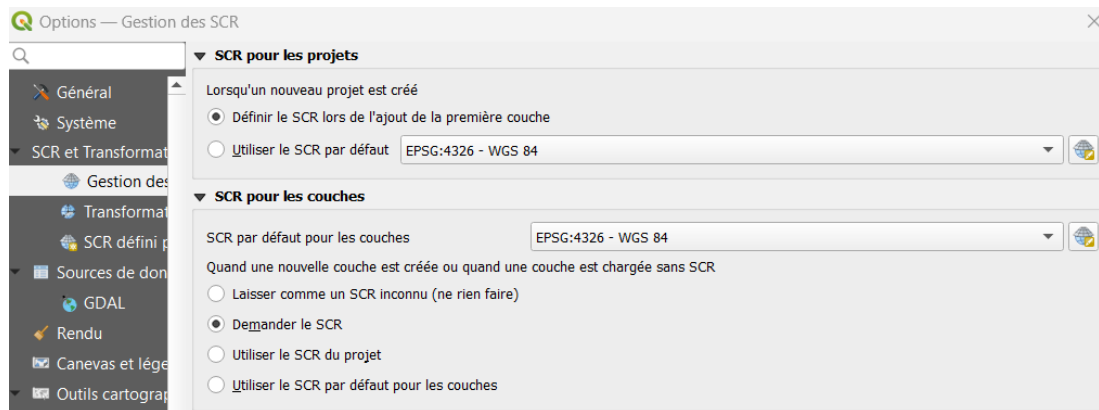 Options — Gestion des SCR
SCR pour les projets
Général
Lorsqu'un nouveau projet est créé
Système
Définir le SCR lors de l'ajout de la première couche
SCR et Transformat
Utiliser le SCR par défaut EPSG:4326 - WGS 84
Gestion des
SCR pour les couches
Transformat
SCR défini p
SCR par défaut pour les couches EPSG:4326 - WGS 84
Sources de don
Quand une nouvelle couche est créée ou quand une couche est chargée sans SCR
GDAL
Laisser comme un SCR inconnu (ne rien faire)
Rendu
Demander le SCR
Canevas et lége
Utiliser le SCR du projet
Outils cartograp
Utiliser le SCR par défaut pour les couches